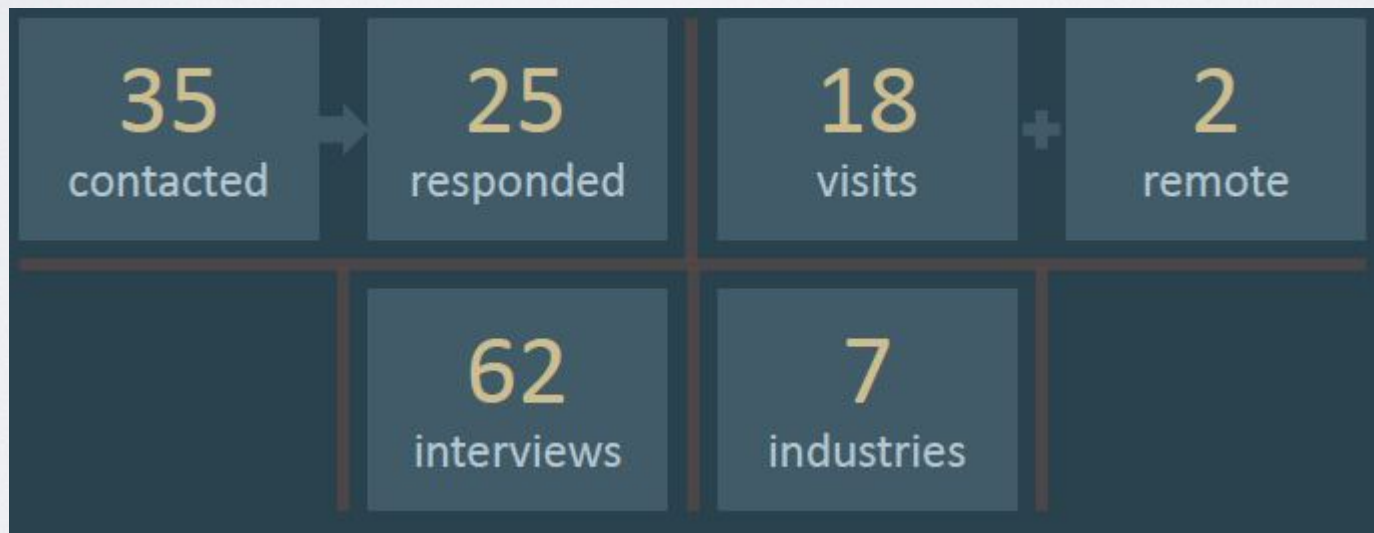 35
contacted
25
responded
18
visits
2
remote
62
interviews
7
industries